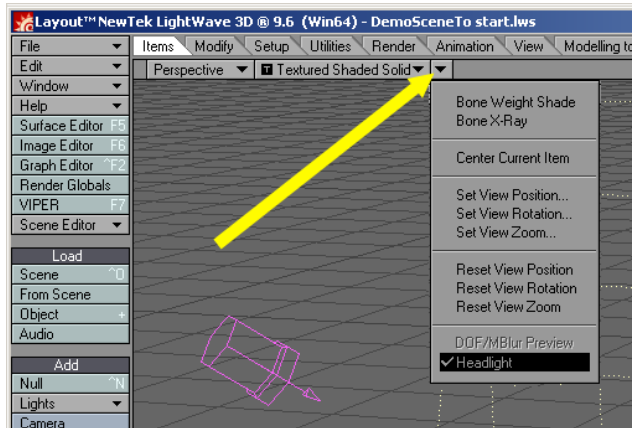 Layout™ NewTek LightWave 3D ® 9.6 (Win64) - DemoSceneTo start.lws
File
Items Modify Setup Utilities Render Animation View Modelling to
Edit
Perspective T Textured Shaded Solid
Window
Help
Surface Editor F5
Image Editor F6
Graph Editor ^F2
Render Globals
VIPER F7
Scene Editor
Load
Scene ^O
From Scene
Object +
Audio
Add
Null ^N
Lights
Camera
Bone Weight Shade
Bone X-Ray
Center Current Item
Set View Position...
Set View Rotation...
Set View Zoom...
Reset View Position
Reset View Rotation
Reset View Zoom
DOF/MBlur Preview
Headlight